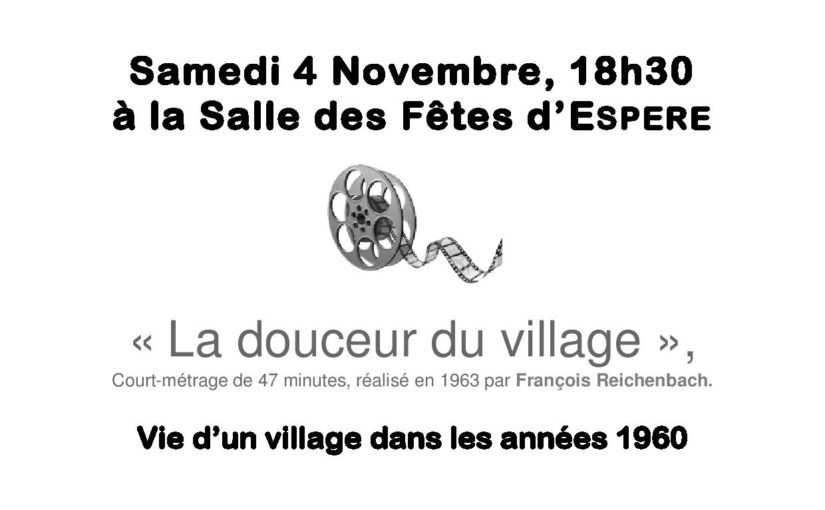 Samedi 4 Novembre, 18h30
à la Salle des Fêtes d’ESPERE
« La douceur du village »,
Court-métrage de 47 minutes, réalisé en 1963 par François Reichenbach.
Vie d’un village dans les années 1960